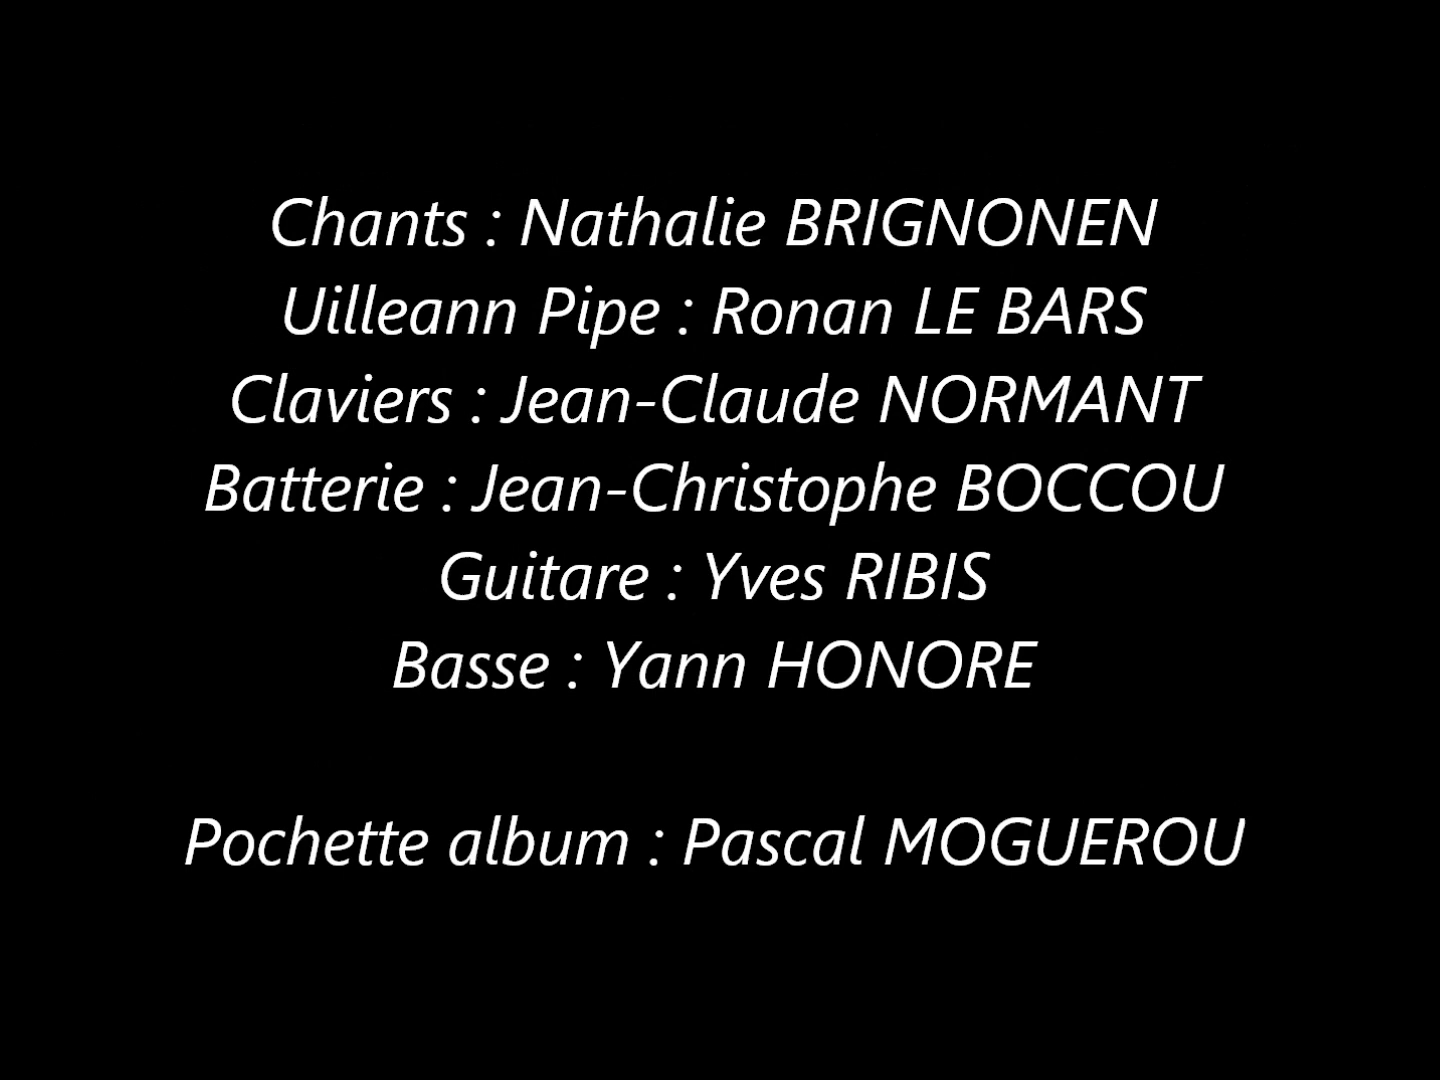 Chants : Nathalie BRIGNONEN
Uilleann Pipe : Ronan LE BARS
Claviers : Jean-Claude NORMANT
Batterie : Jean-Christophe BOCCOU
Guitare : Yves RIBIS
Basse : Yann HONORE
Pochette album : Pascal MOGUEROU